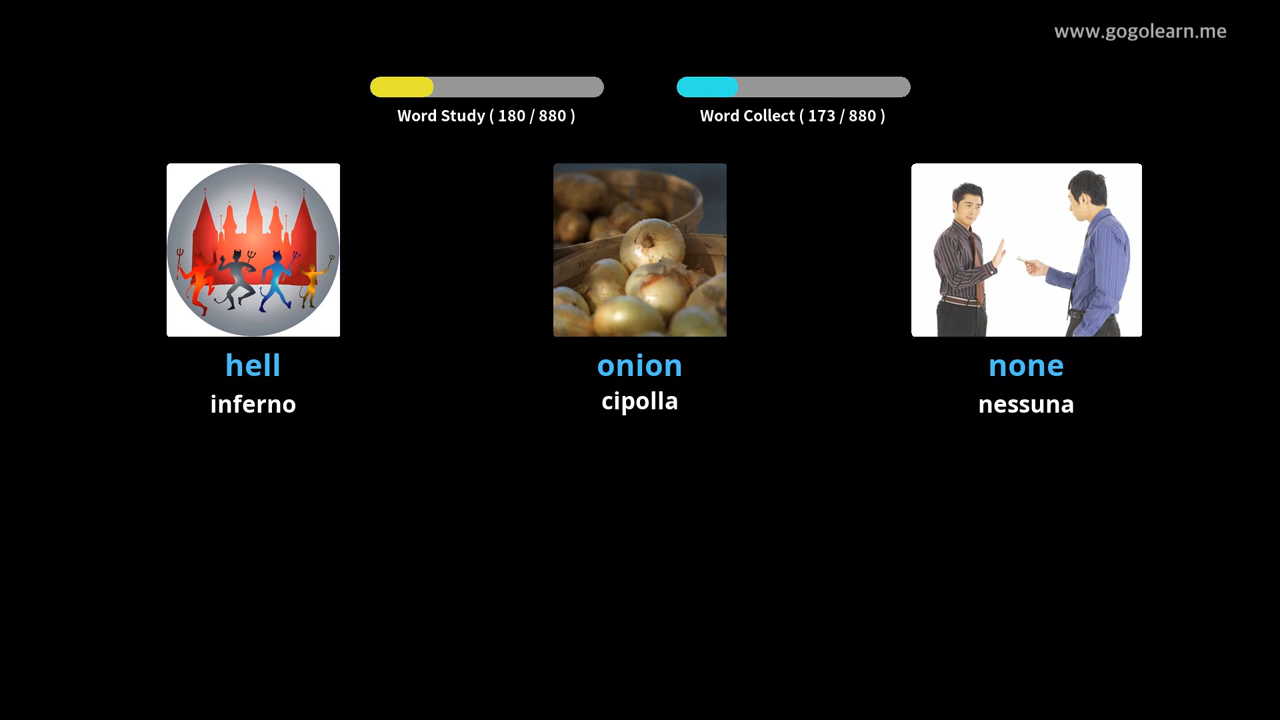 www.gogolearn.me
Word Study ( 180 / 880 )
Word Collect ( 173 / 880 )
hell
inferno
onion
cipolla
none
nessuna